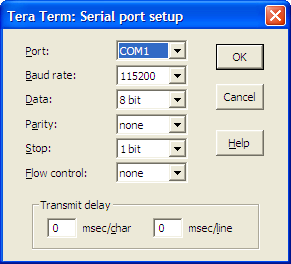 Tera Term: Serial port setup
Port: COM1 OK
Baud rate: 115200
Data: 8 bit Cancel
Parity: none
Stop: 1 bit Help
Flow control: none
Transmit delay
0 msec/char 0 msec/line